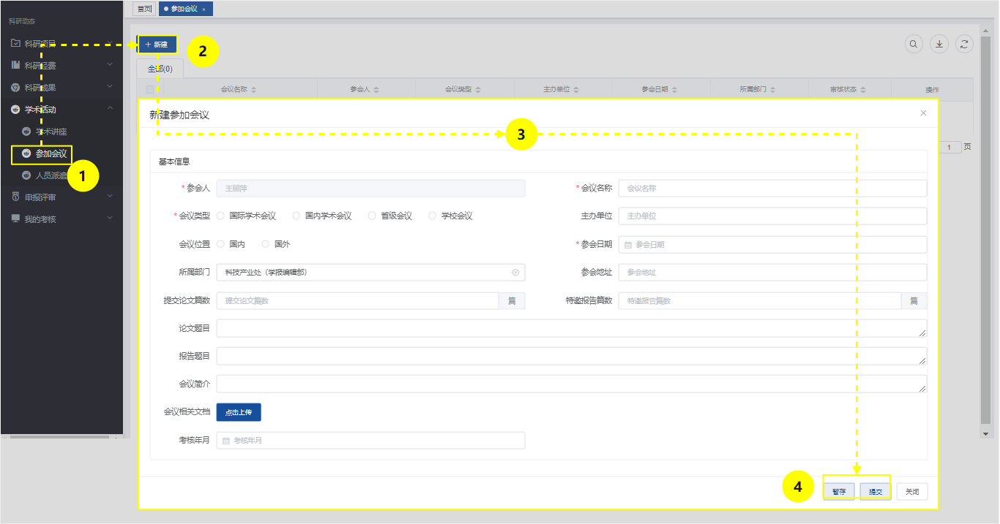 首页 参加会议 ×
科研动态
科研项目
科研经费
科研成果
学术活动
学术讲座
参加会议
人员派遣
申报评审
我的考核
1
+ 新建
2
全部(0)
会议名称 参会人 会议类型 主办单位 参会日期 所属部门 审核状态 操作
1 页
新建参加会议 ×
3
基本信息
* 参会人 王丽萍 * 会议名称 会议名称
* 会议类型 国际学术会议 国内学术会议 省级会议 学校会议 主办单位 主办单位
会议位置 国内 国外 * 参会日期 参会日期
所属部门 科技产业处（学报编辑部） 参会地址 参会地址
提交论文篇数 提交论文篇数 篇 特邀报告篇数 特邀报告篇数 篇
论文题目
报告题目
会议简介
会议相关文档 点击上传
考核年月 考核年月
4 暂存 提交 关闭